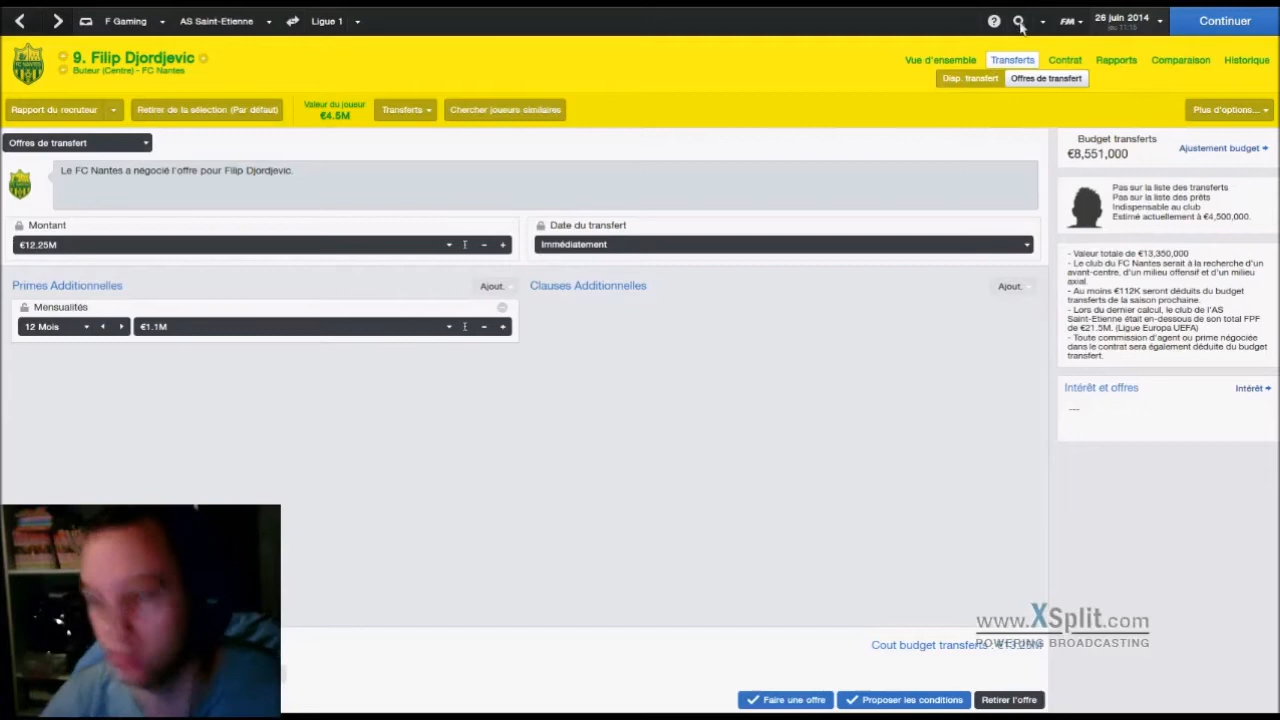 F Gaming
AS Saint-Etienne
Ligue 1
FM
26 juin 2014
jeu 11:15
Continuer
9. Filip Djordjevic
Buteur (Centre) - FC Nantes
Vue d'ensemble
Transferts
Contrat
Rapports
Comparaison
Historique
Disp. transfert
Offres de transfert
Rapport du recruteur
Retirer de la sélection (Par défaut)
Valeur du joueur
€4.5M
Transferts
Chercher joueurs similaires
Plus d'options...
Offres de transfert
Le FC Nantes a négocié l'offre pour Filip Djordjevic.
Montant
€12.25M
Date du transfert
Immédiatement
Primes Additionnelles
Ajout.
Clauses Additionnelles
Ajout.
Mensualités
12 Mois
€1.1M
Budget transferts
€8,551,000
Ajustement budget
Pas sur la liste des transferts
Pas sur la liste des prêts
Indispensable au club
Estimé actuellement à €4,500,000.
- Valeur totale de €13,350,000
- Le club du FC Nantes serait à la recherche d'un
avant-centre, d'un milieu offensif et d'un milieu
axial.
- Au moins €112K seront déduits du budget
transferts de la saison prochaine.
- Lors du dernier calcul, le club de l'AS
Saint-Etienne était en-dessous de son total FPF
de €21.5M. (Ligue Europa UEFA)
- Toute commission d'agent ou prime négociée
dans le contrat sera également déduite du budget
transfert.
Intérêt et offres
Intérêt
---
www.XSplit.com
POWERING BROADCASTING
Cout budget transferts :
Faire une offre
Proposer les conditions
Retirer l'offre